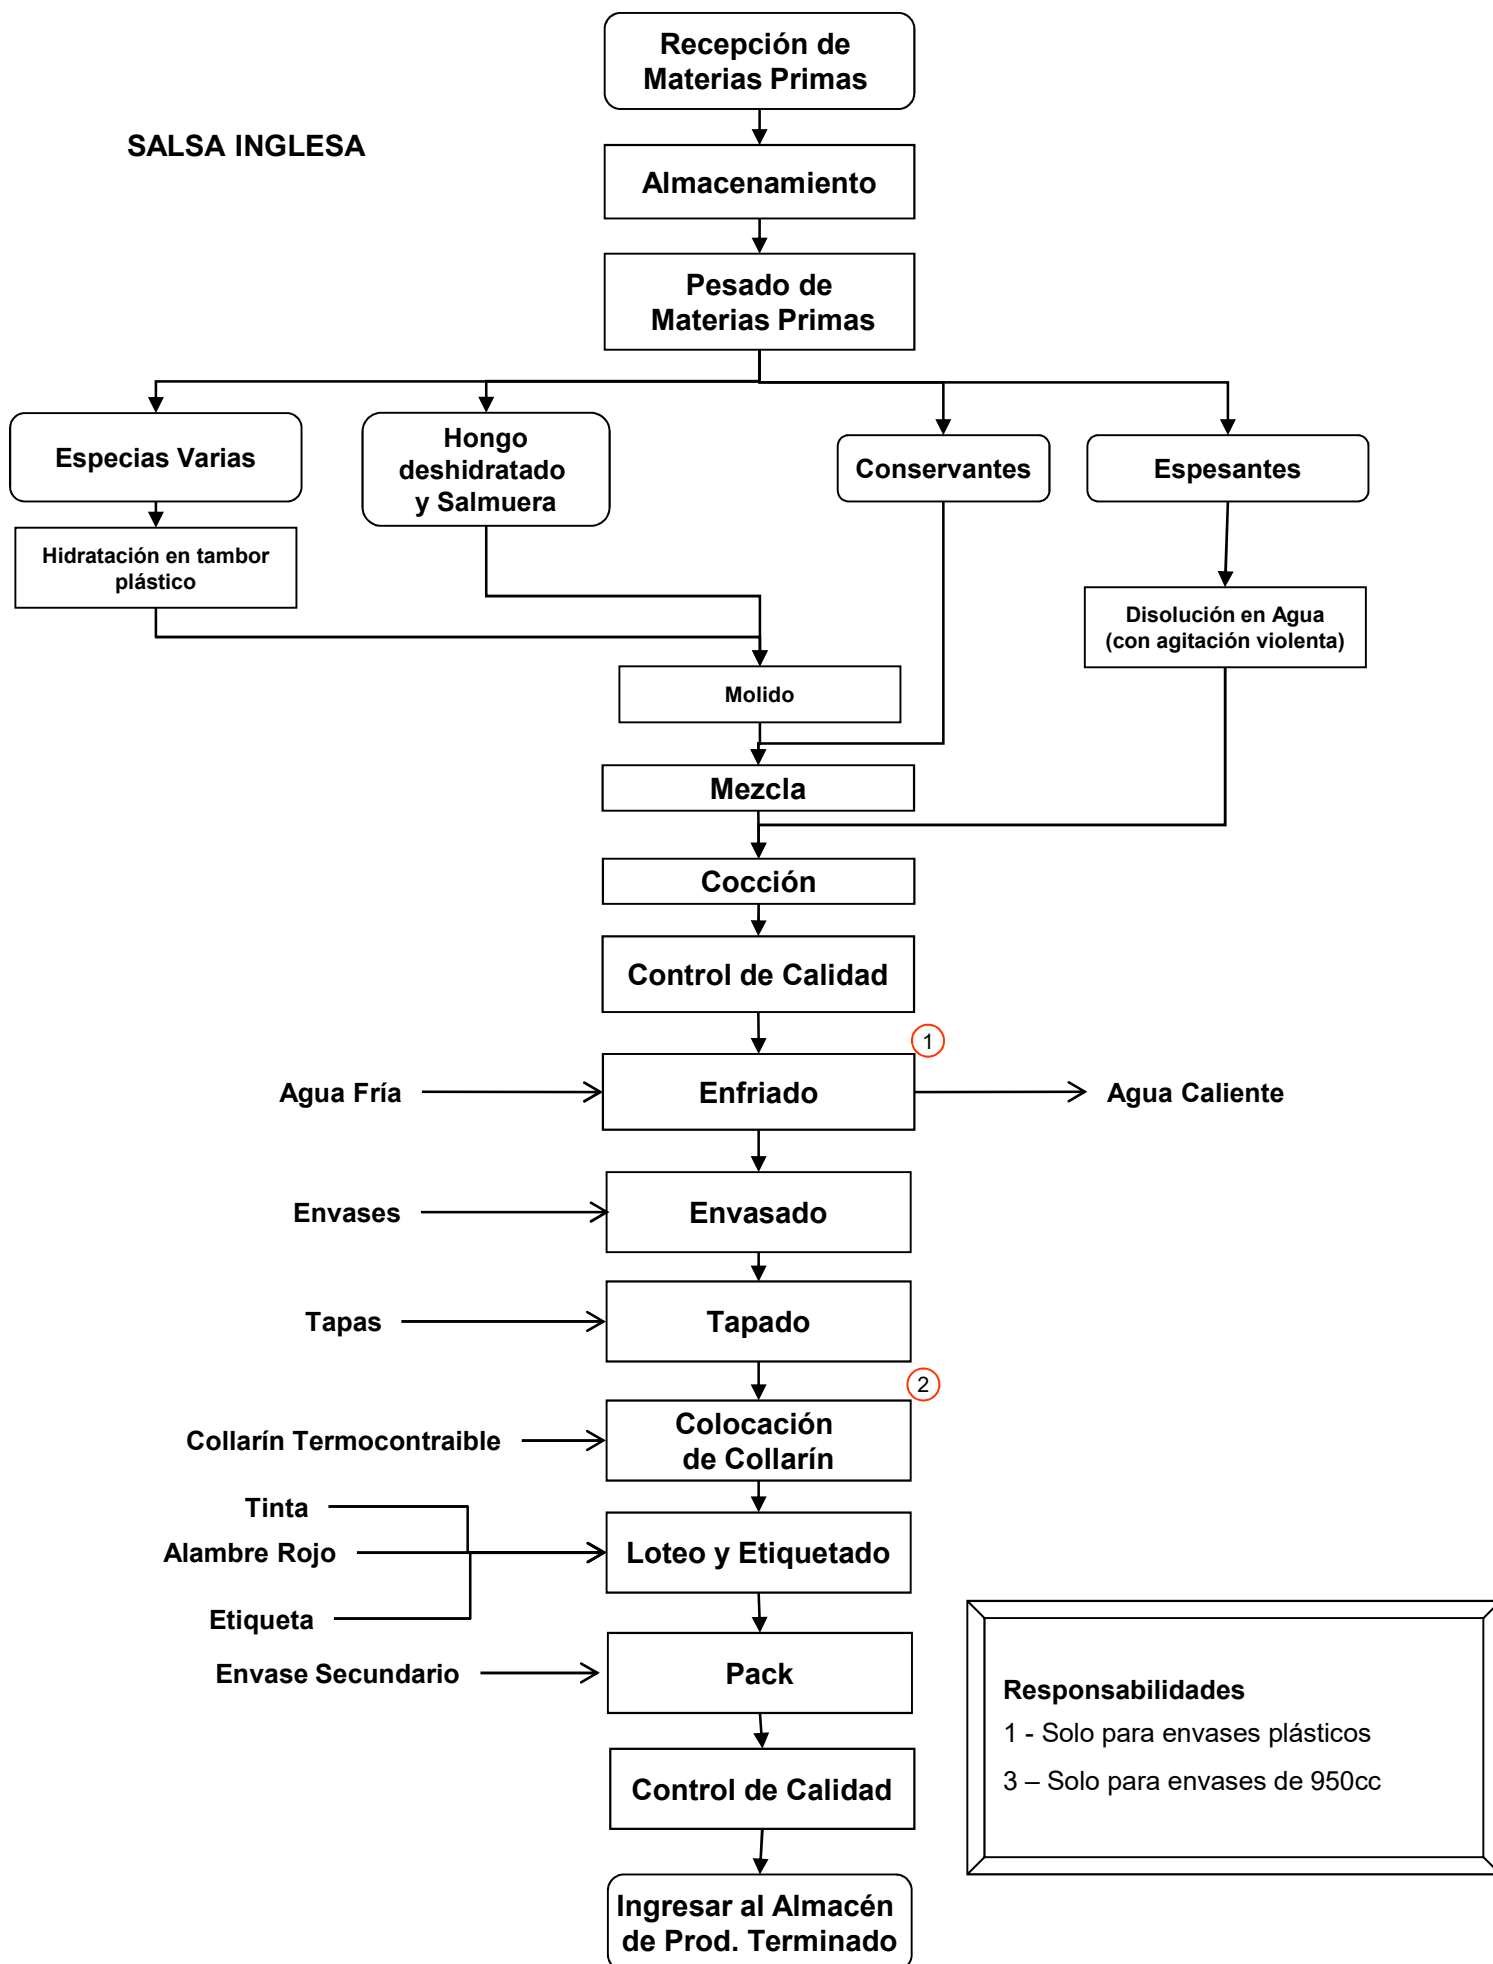 Recepción de
Materias Primas
SALSA INGLESA
Almacenamiento
Pesado de
Materias Primas
Especias Varias
Hongo
deshidratado
y Salmuera
Conservantes
Espesantes
Hidratación en tambor
plástico
Disolución en Agua
(con agitación violenta)
Molido
Mezcla
Cocción
Control de Calidad
1
Agua Fría
Enfriado
Agua Caliente
Envases
Envasado
Tapas
Tapado
2
Collarín Termocontraible
Colocación
de Collarín
Tinta
Alambre Rojo
Loteo y Etiquetado
Etiqueta
Envase Secundario
Pack
Responsabilidades
1 - Solo para envases plásticos
3 – Solo para envases de 950cc
Control de Calidad
Ingresar al Almacén
de Prod. Terminado